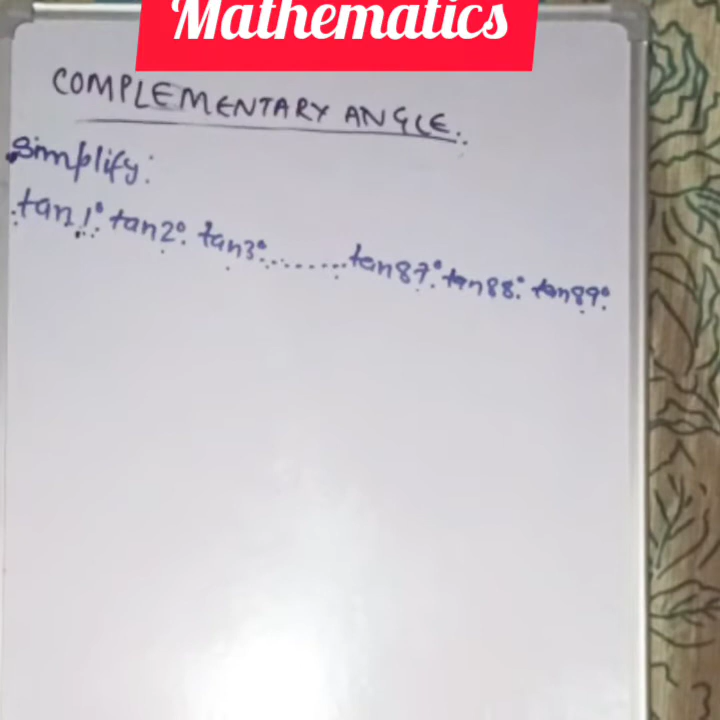 Mathematics
COMPLEMENTARY ANGLE.
Simplify:
tan1° tan2° tan3°........tan87° tan88° tan89°